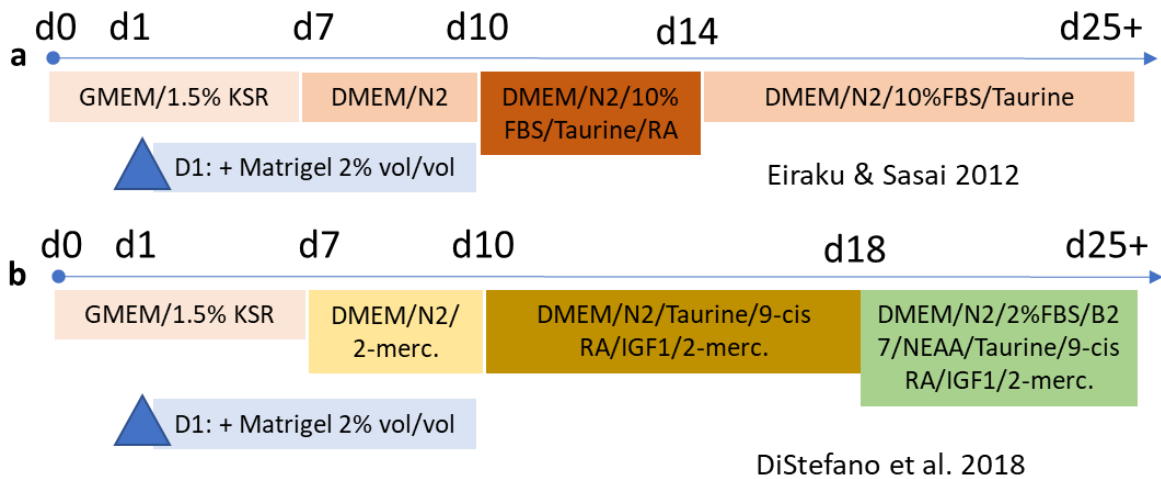 d0 d1 d7 d10 d14 d25+
a
GMEM/1.5% KSR
DMEM/N2
DMEM/N2/10%
FBS/Taurine/RA
DMEM/N2/10%FBS/Taurine
D1: + Matrigel 2% vol/vol
Eiraku & Sasai 2012
d0 d1 d7 d10 d18 d25+
b
GMEM/1.5% KSR
DMEM/N2/
2-merc.
DMEM/N2/Taurine/9-cis
RA/IGF1/2-merc.
DMEM/N2/2%FBS/B2
7/NEAA/Taurine/9-cis
RA/IGF1/2-merc.
D1: + Matrigel 2% vol/vol
DiStefano et al. 2018